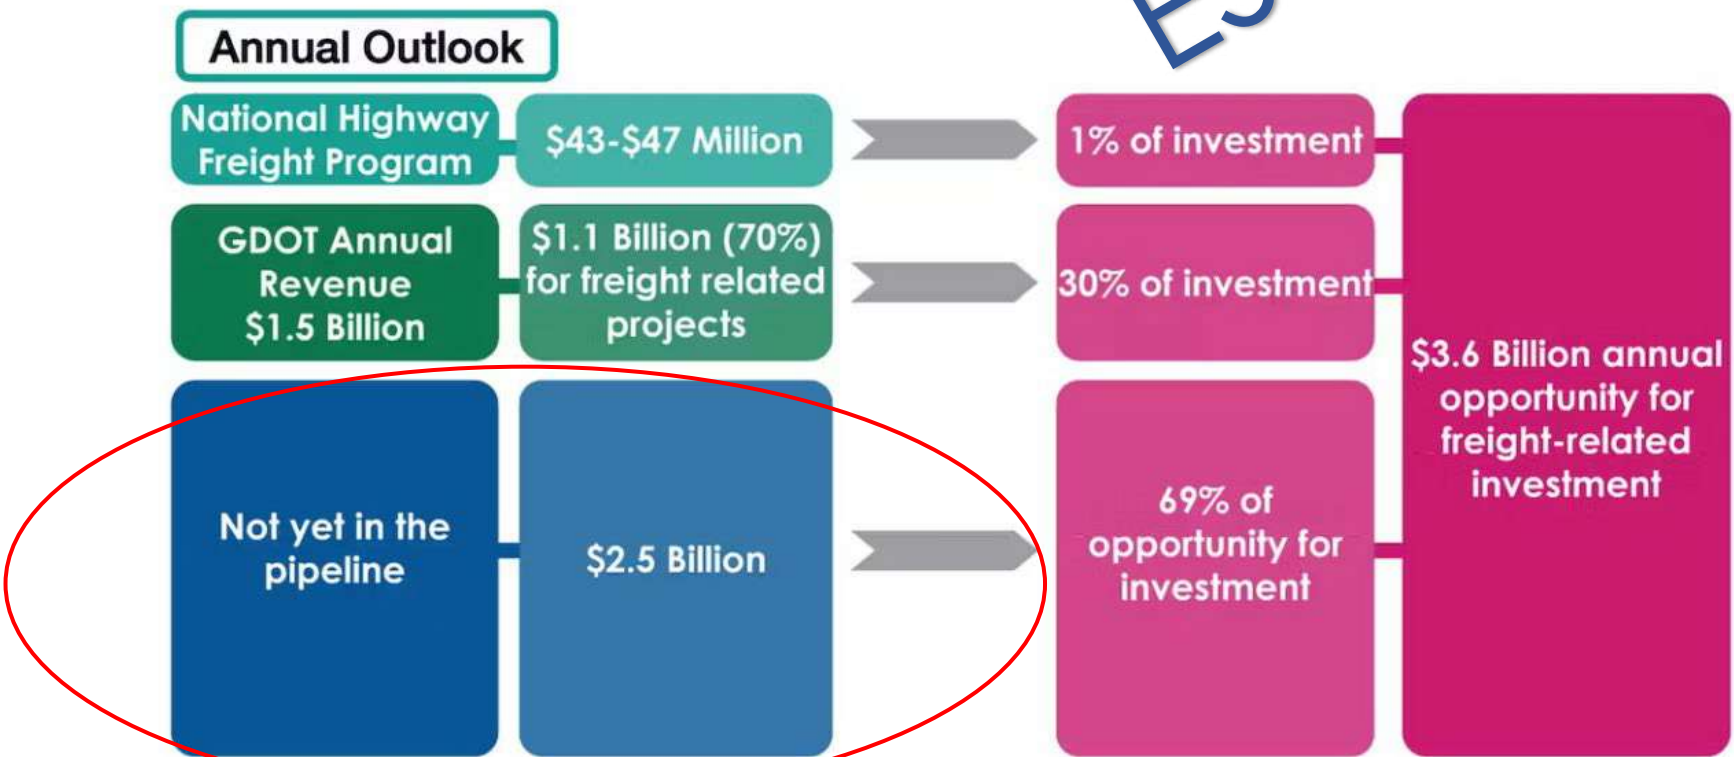 Annual Outlook
National Highway
Freight Program
$43-$47 Million
1% of investment
GDOT Annual
Revenue
$1.5 Billion
$1.1 Billion (70%)
for freight related
projects
30% of investment
Not yet in the
pipeline
$2.5 Billion
69% of
opportunity for
investment
$3.6 Billion annual
opportunity for
freight-related
investment